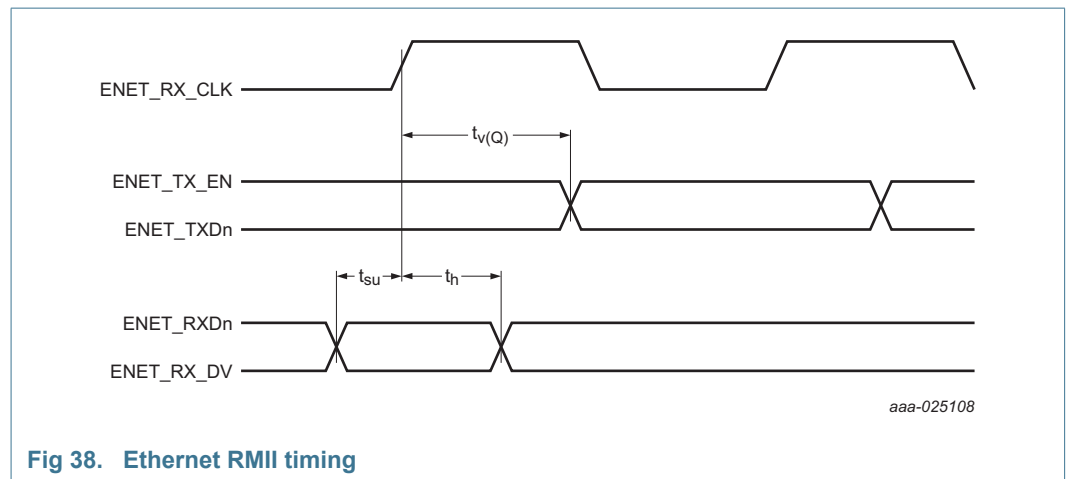 ENET_RX_CLK
tv(Q)
ENET_TX_EN
ENET_TXDn
tsu
th
ENET_RXDn
ENET_RX_DV
aaa-025108
Fig 38. Ethernet RMII timing